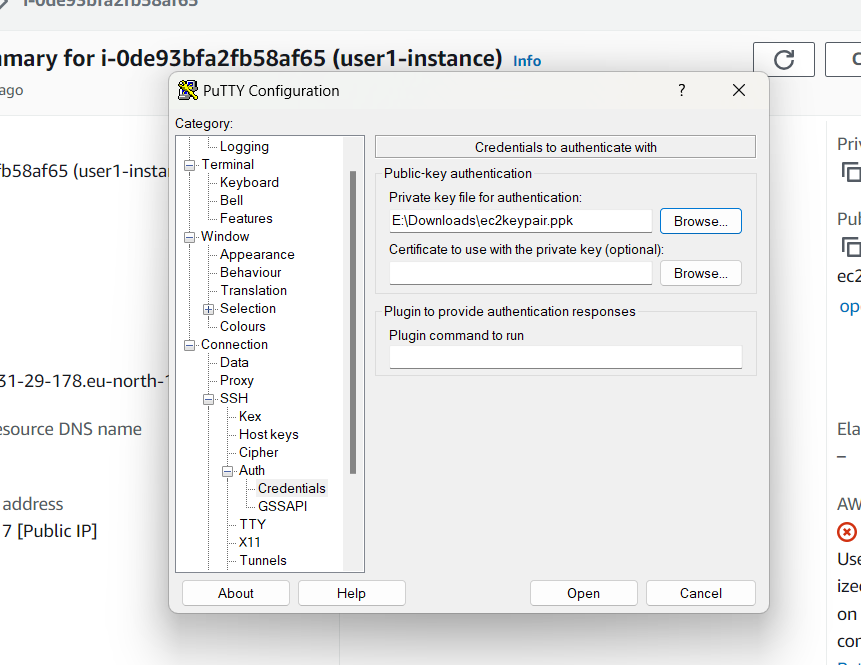 i-0de93bfa2fb58af65
mmary for i-0de93bfa2fb58af65 (user1-instance) Info
ago
PuTTY Configuration ? ×
Category:
Logging
Terminal
Keyboard
Bell
Features
Window
Appearance
Behaviour
Translation
Selection
Colours
Connection
Data
Proxy
SSH
Kex
Host keys
Cipher
Auth
Credentials
GSSAPI
TTY
X11
Tunnels
Credentials to authenticate with
Public-key authentication
Private key file for authentication:
E:\Downloads\ec2keypair.ppk
Browse...
Certificate to use with the private key (optional):
Browse...
Plugin to provide authentication responses
Plugin command to run
About
Help
Open
Cancel
fb58af65 (user1-insta
31-29-178.eu-north-1
esource DNS name
address
7 [Public IP]
Priv
Pub
ec2
op
Ela
–
AW
Use
ize
on
con